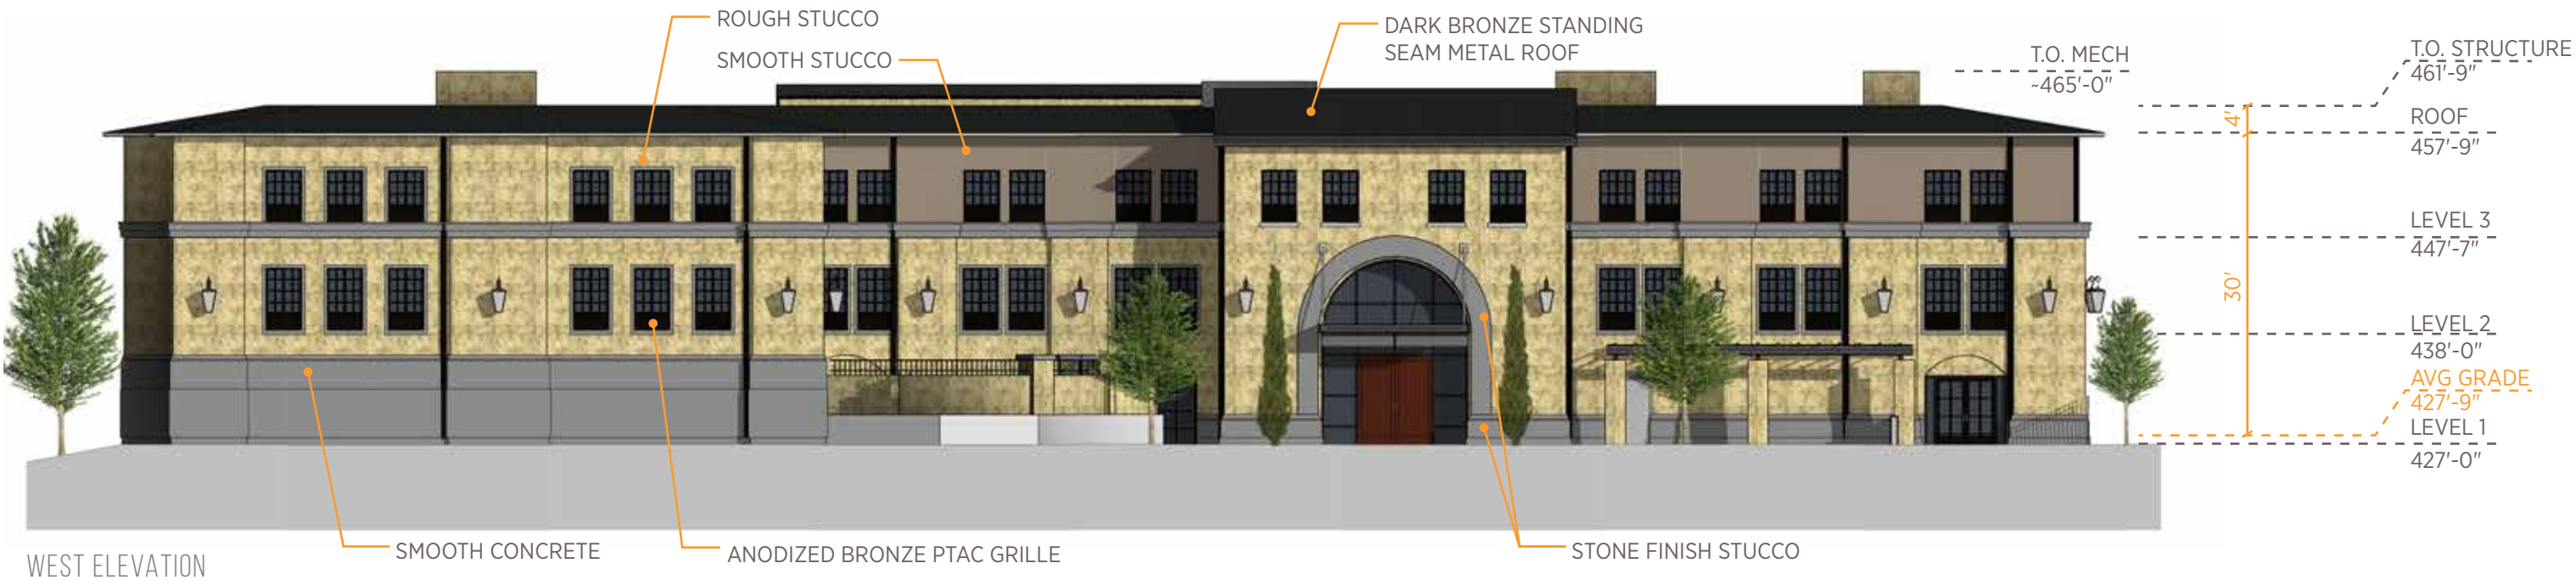 ROUGH STUCCO
SMOOTH STUCCO
DARK BRONZE STANDING
SEAM METAL ROOF
T.O. MECH
~465'-0"
T.O. STRUCTURE
461'-9"
4'
ROOF
457'-9"
LEVEL 3
447'-7"
30'
LEVEL 2
438'-0"
AVG GRADE
427'-9"
LEVEL 1
427'-0"
SMOOTH CONCRETE
ANODIZED BRONZE PTAC GRILLE
STONE FINISH STUCCO
WEST ELEVATION